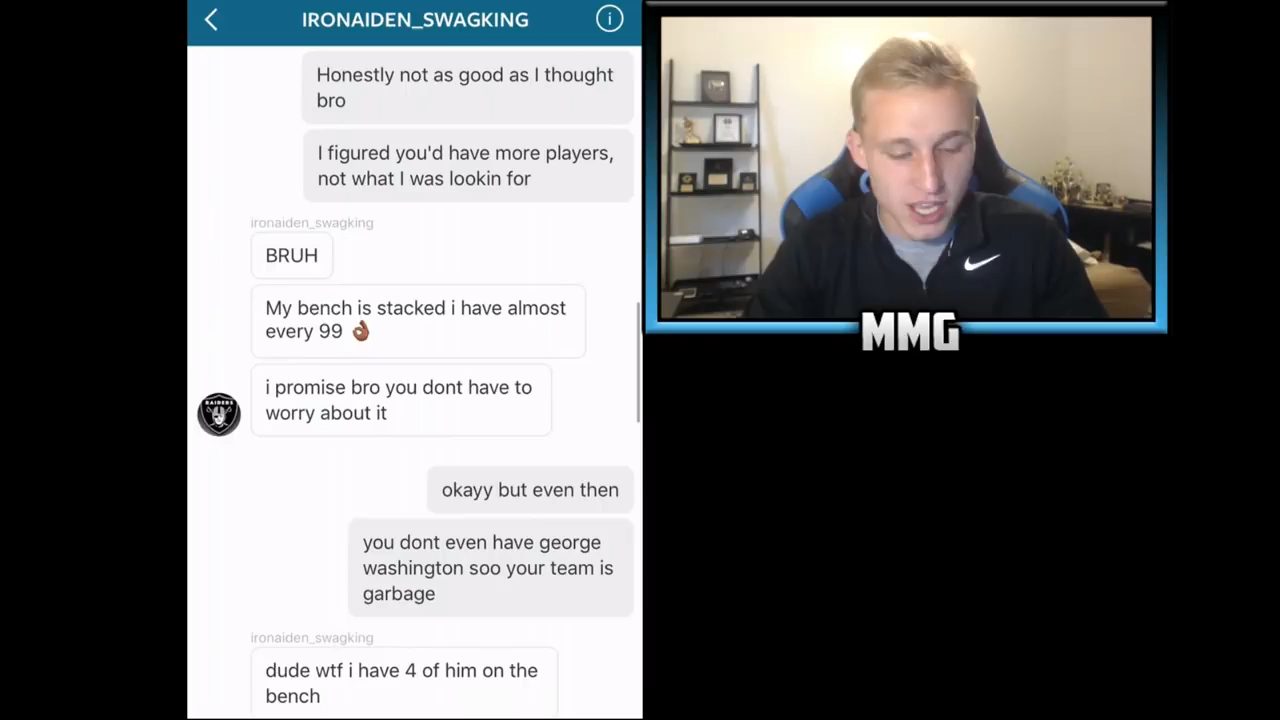 IRONAIDEN_SWAGKING
Honestly not as good as I thought
bro
I figured you'd have more players,
not what I was lookin for
ironaiden_swagking
BRUH
My bench is stacked i have almost
every 99 👌🏾
i promise bro you dont have to
worry about it
RAIDERS
okayy but even then
you dont even have george
washington soo your team is
garbage
ironaiden_swagking
dude wtf i have 4 of him on the
bench
MMG